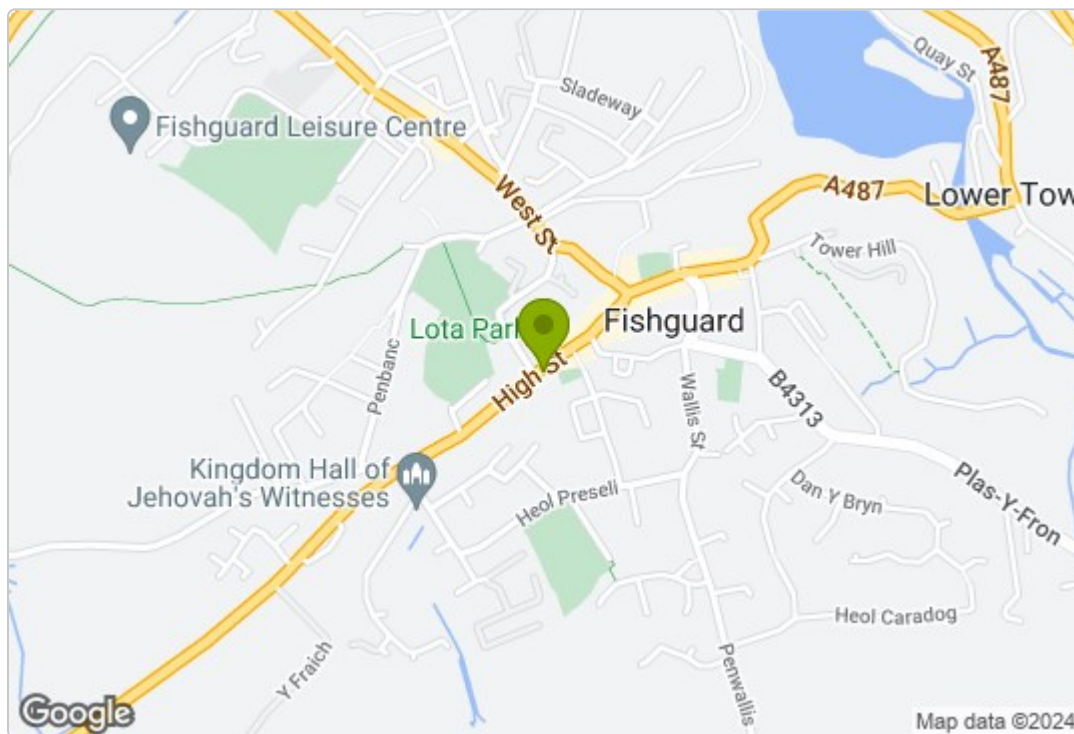 A487
Quay St
Sladeway
Fishguard Leisure Centre
West St
A487
Lower Tow
Tower Hill
Lota Park
Fishguard
High St
Penbanc
Wallis St
B4313
Kingdom Hall of
Jehovah's Witnesses
Heol Preseli
Dan Y Bryn
Plas-Y-Fron
Heol Caradog
Y Fraich
Penwallis
Google
Map data ©2024